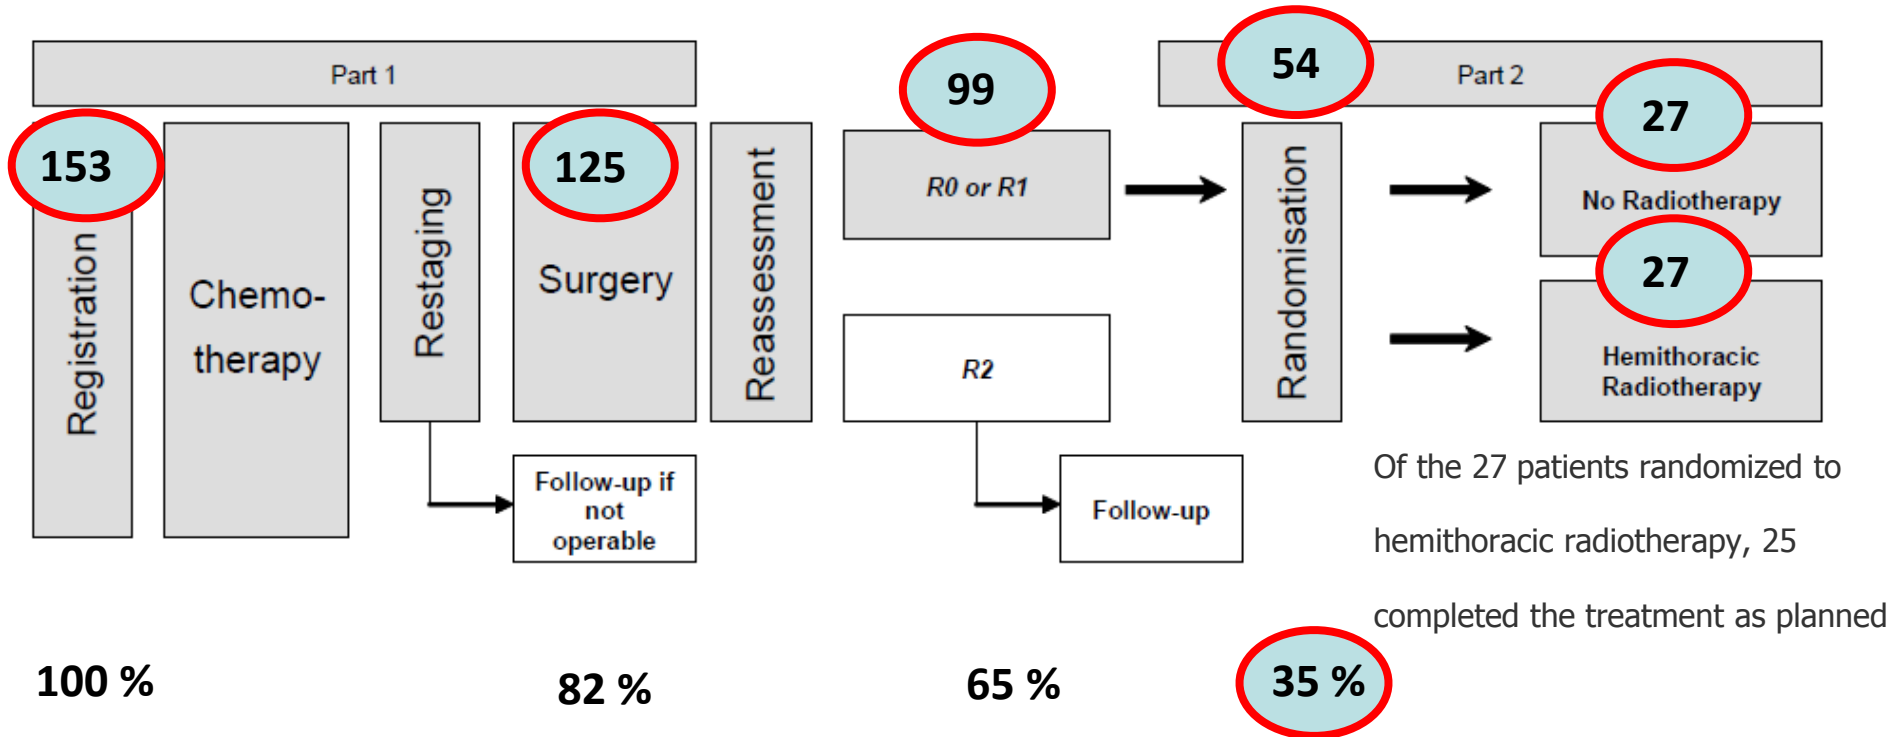 Part 1
99
54
Part 2
153
125
27
Registration
Chemo-
therapy
Restaging
Surgery
Reassessment
R0 or R1
Randomisation
No Radiotherapy
27
R2
Hemithoracic
Radiotherapy
Follow-up if
not
operable
Follow-up
Of the 27 patients randomized to
hemithoracic radiotherapy, 25
completed the treatment as planned
100 %
82 %
65 %
35 %